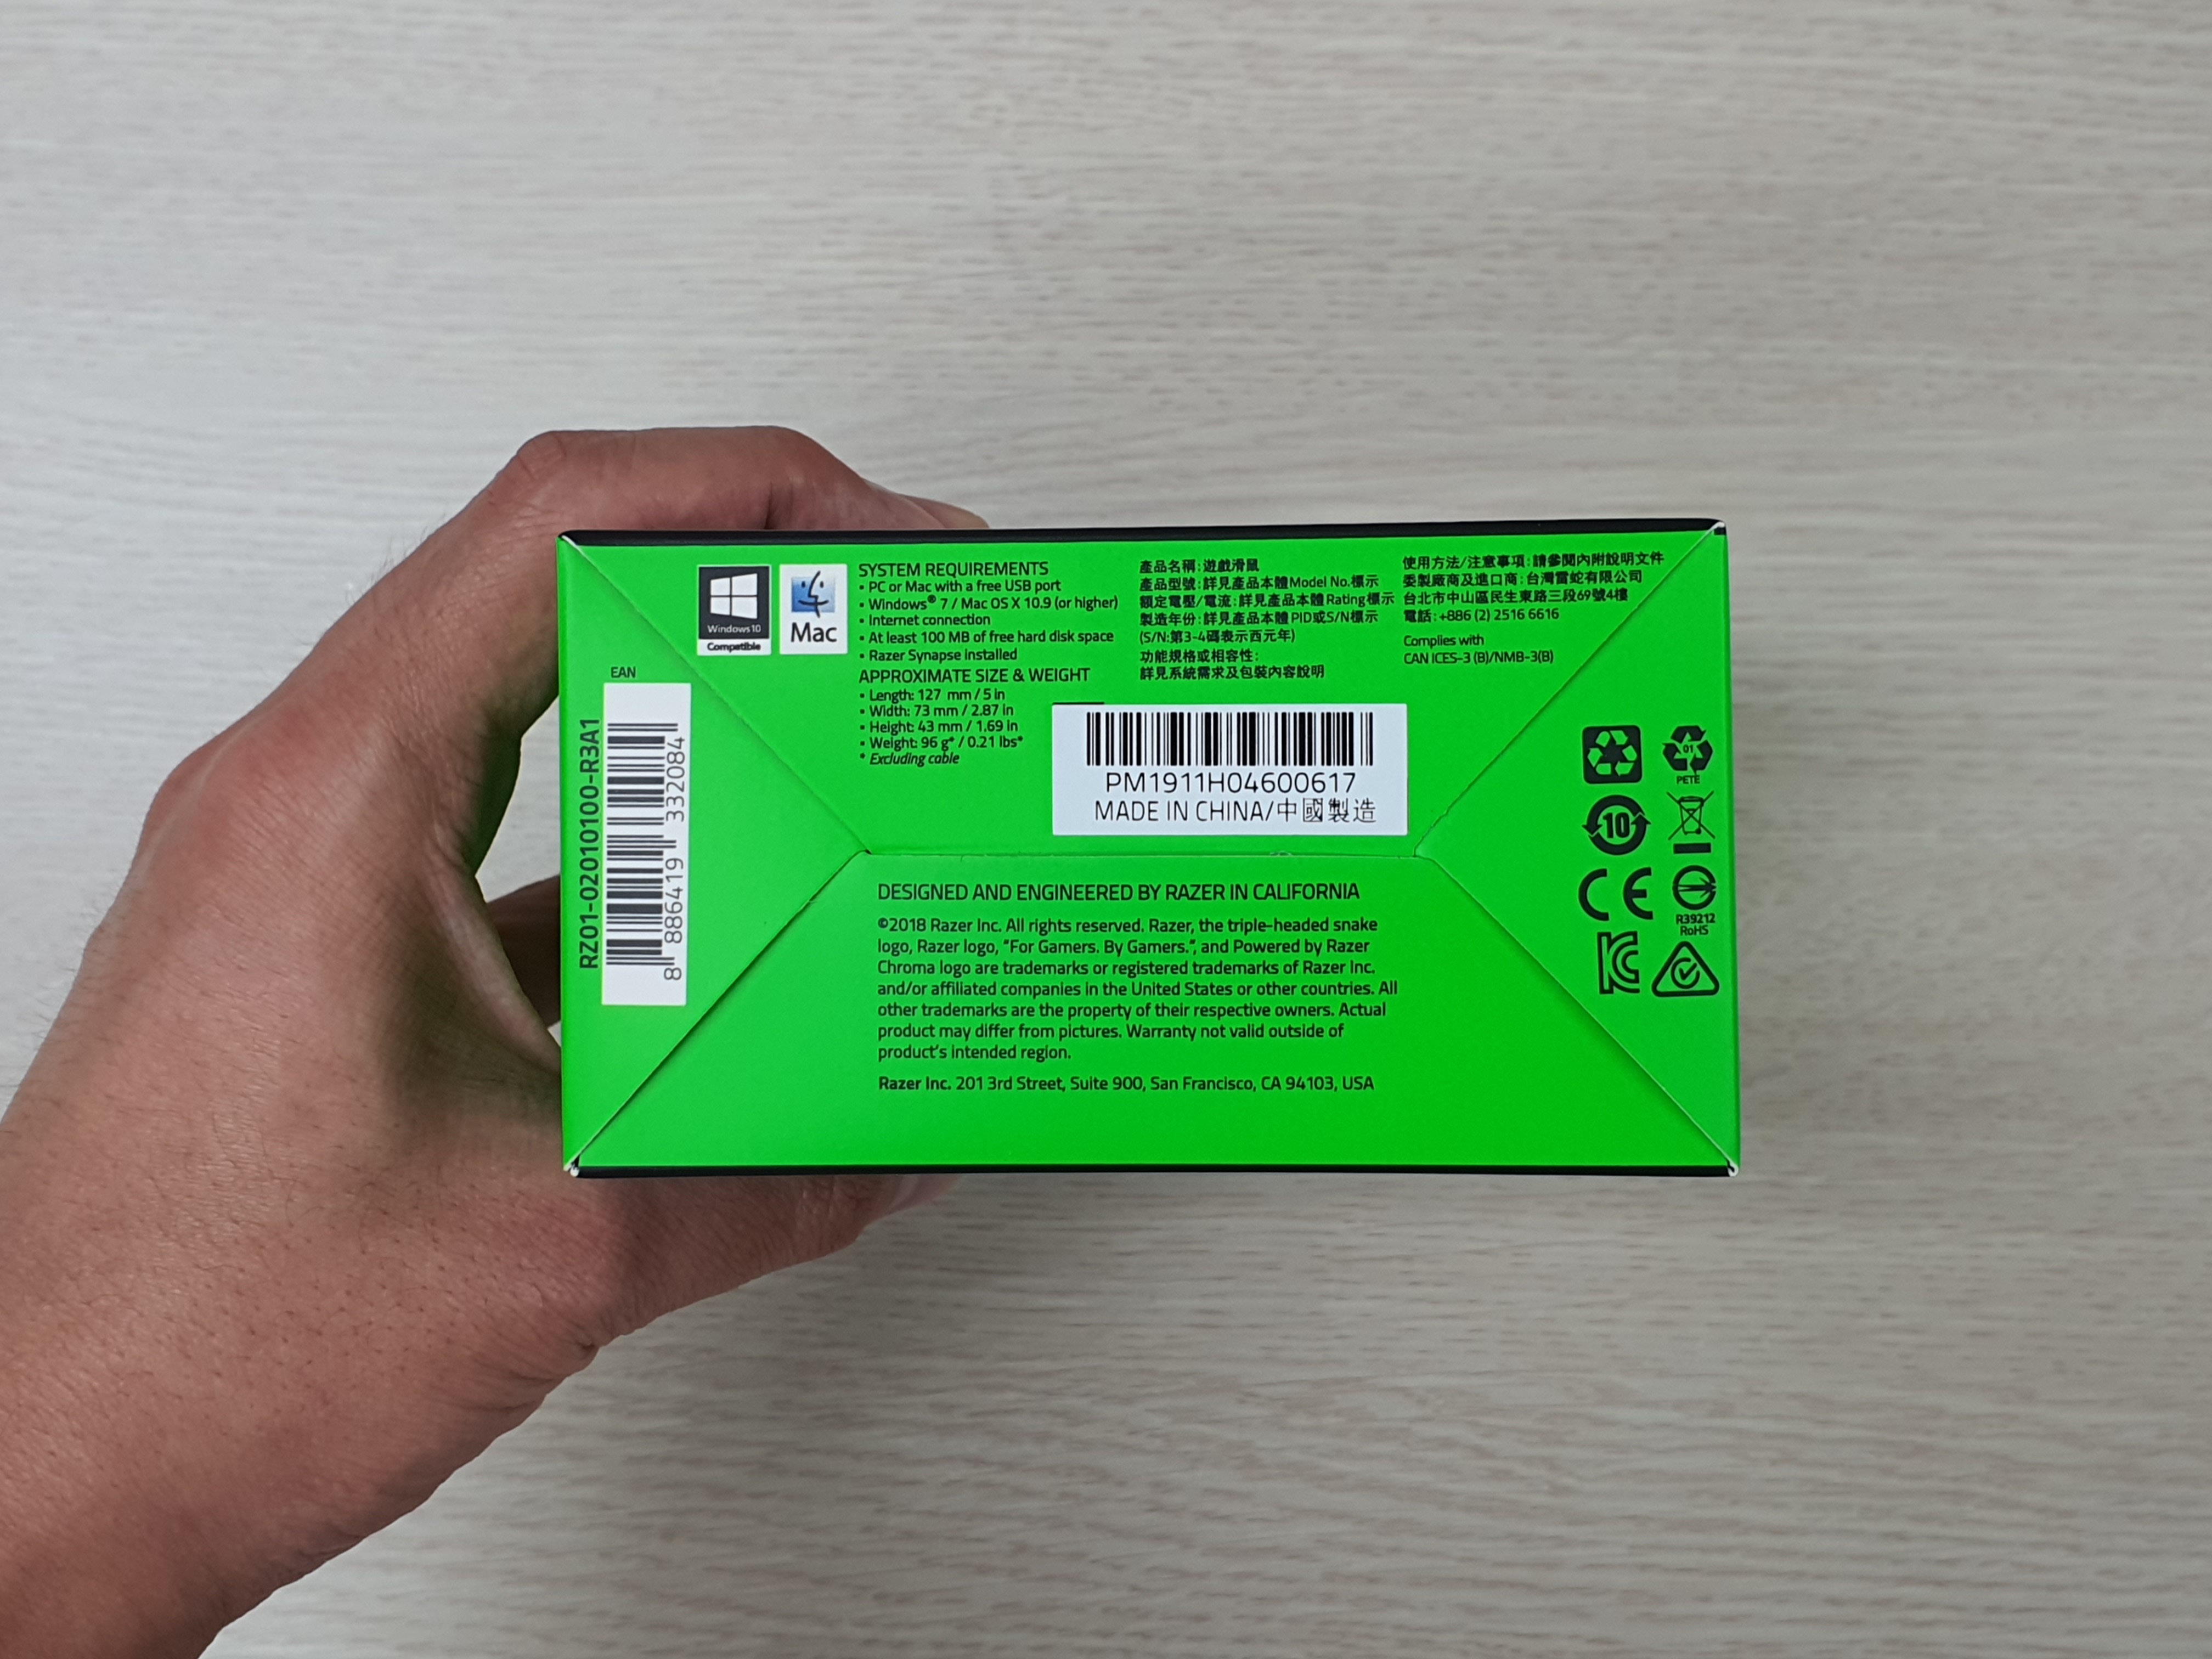 Windows 10
Compatible
Mac
SYSTEM REQUIREMENTS
• PC or Mac with a free USB port
• Windows® 7 / Mac OS X 10.9 (or higher)
• Internet connection
• At least 100 MB of free hard disk space
• Razer Synapse installed
APPROXIMATE SIZE & WEIGHT
• Length: 127 mm / 5 in
• Width: 73 mm / 2.87 in
• Height: 43 mm / 1.69 in
• Weight: 96 g* / 0.21 lbs*
* Excluding cable
產品名稱:遊戲滑鼠
產品型號:詳見產品本體Model No.標示
額定電壓/電流:詳見產品本體Rating標示
製造年份:詳見產品本體PID或S/N標示
(S/N:第3-4碼表示西元年)
功能規格或相容性:
詳見系統需求及包裝內容說明
使用方法/注意事項:請參閱內附說明文件
委製廠商及進口商:台灣雷蛇有限公司
台北市中山區民生東路三段69號4樓
電話:+886 (2) 2516 6616
Complies with
CAN ICES-3 (B)/NMB-3(B)
EAN
RZ01-02010100-R3A1
8 886419 332084
PM1911H04600617
MADE IN CHINA/中國製造
DESIGNED AND ENGINEERED BY RAZER IN CALIFORNIA
©2018 Razer Inc. All rights reserved. Razer, the triple-headed snake
logo, Razer logo, "For Gamers. By Gamers.", and Powered by Razer
Chroma logo are trademarks or registered trademarks of Razer Inc.
and/or affiliated companies in the United States or other countries. All
other trademarks are the property of their respective owners. Actual
product may differ from pictures. Warranty not valid outside of
product's intended region.
Razer Inc. 201 3rd Street, Suite 900, San Francisco, CA 94103, USA
01
PETE
10
CE
R39212
RoHS